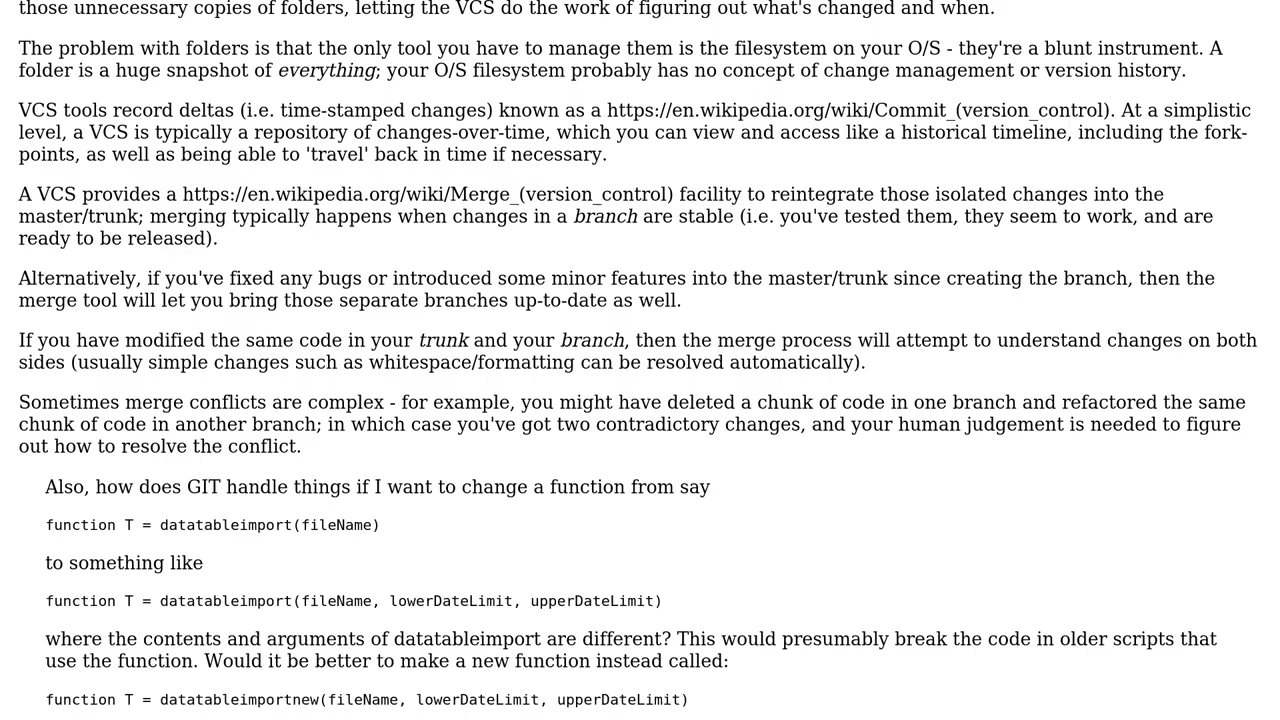 those unnecessary copies of folders, letting the VCS do the work of figuring out what's changed and when.
The problem with folders is that the only tool you have to manage them is the filesystem on your O/S - they're a blunt instrument. A
folder is a huge snapshot of everything; your O/S filesystem probably has no concept of change management or version history.
VCS tools record deltas (i.e. time-stamped changes) known as a https://en.wikipedia.org/wiki/Commit_(version_control). At a simplistic
level, a VCS is typically a repository of changes-over-time, which you can view and access like a historical timeline, including the fork-
points, as well as being able to 'travel' back in time if necessary.
A VCS provides a https://en.wikipedia.org/wiki/Merge_(version_control) facility to reintegrate those isolated changes into the
master/trunk; merging typically happens when changes in a branch are stable (i.e. you've tested them, they seem to work, and are
ready to be released).
Alternatively, if you've fixed any bugs or introduced some minor features into the master/trunk since creating the branch, then the
merge tool will let you bring those separate branches up-to-date as well.
If you have modified the same code in your trunk and your branch, then the merge process will attempt to understand changes on both
sides (usually simple changes such as whitespace/formatting can be resolved automatically).
Sometimes merge conflicts are complex - for example, you might have deleted a chunk of code in one branch and refactored the same
chunk of code in another branch; in which case you've got two contradictory changes, and your human judgement is needed to figure
out how to resolve the conflict.
Also, how does GIT handle things if I want to change a function from say
function T = datatableimport(fileName)
to something like
function T = datatableimport(fileName, lowerDateLimit, upperDateLimit)
where the contents and arguments of datatableimport are different? This would presumably break the code in older scripts that
use the function. Would it be better to make a new function instead called:
function T = datatableimportnew(fileName, lowerDateLimit, upperDateLimit)